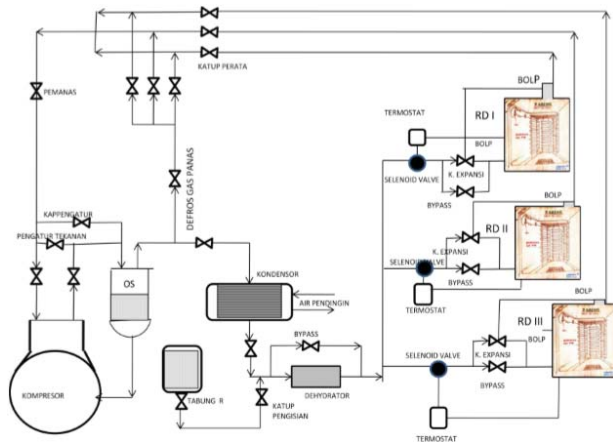 KATUP PERATA
PEMANAS
DEFROS GAS PANAS
KAPPENGATUR
PENGATUR TEKANAN
OS
KONDENSOR
AIR PENDINGIN
KOMPRESOR
TABUNG R
KATUP
PENGISIAN
BYPASS
DEHYDRATOR
BOLP
RD I
TERMOSTAT
BOLP
SELENOID VALVE
K. EXPANSI
BYPASS
BOLP
RD II
K. EXPANSI
SELENOID VALVE
BYPASS
TERMOSTAT
BOLP
RD III
BOLP
SELENOID VALVE
K. EXPANSI
BYPASS
TERMOSTAT